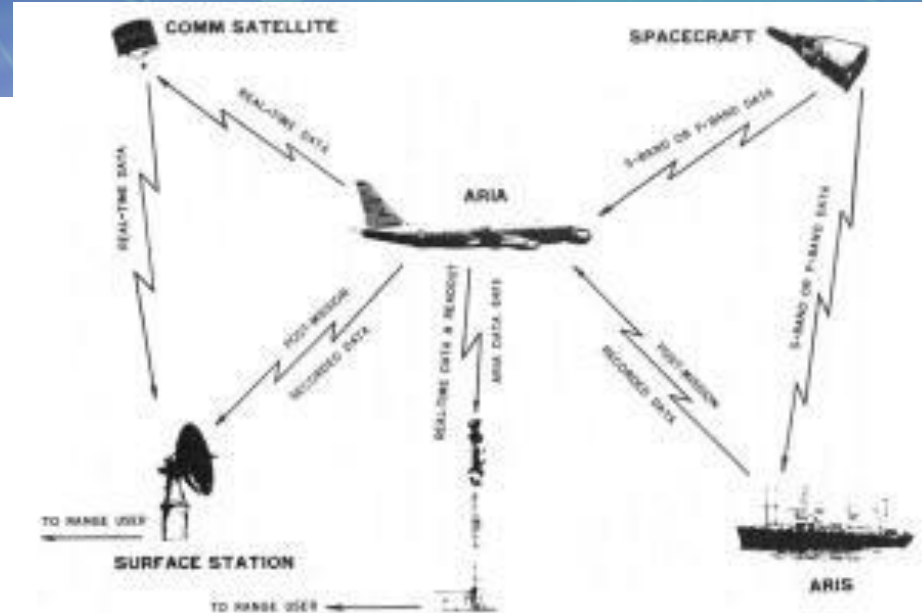 COMM SATELLITE
SPACECRAFT
REAL-TIME DATA
S-BAND OR P-BAND DATA
REAL-TIME DATA
ARIA
S-BAND OR P-BAND DATA
POST-MISSION
RECORDED DATA
REAL-TIME DATA & READOUT
ARIA DATA
POST-MISSION
RECORDED DATA
TO RANGE USER
SURFACE STATION
ARIS
TO RANGE USER